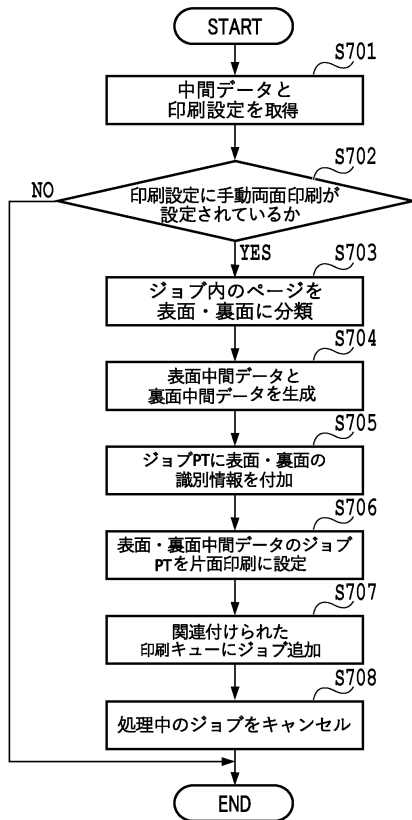 START
S701
中間データと
印刷設定を取得
S702
NO
印刷設定に手動両面印刷が
設定されているか
YES
S703
ジョブ内のページを
表面・裏面に分類
S704
表面中間データと
裏面中間データを生成
S705
ジョブPTに表面・裏面の
識別情報を付加
S706
表面・裏面中間データのジョブ
PTを片面印刷に設定
S707
関連付けられた
印刷キューにジョブ追加
S708
処理中のジョブをキャンセル
END